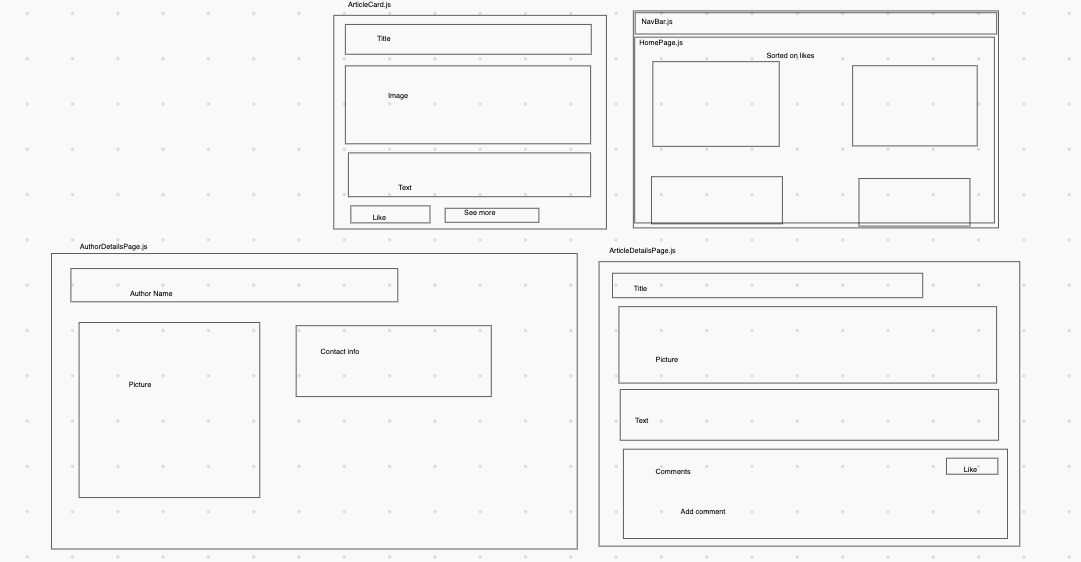 ArticleCard.js
Title
Image
Text
Like
See more
NavBar.js
HomePage.js
Sorted on likes
AuthorDetailsPage.js
Author Name
Picture
Contact info
ArticleDetailsPage.js
Title
Picture
Text
Comments
Like
Add comment